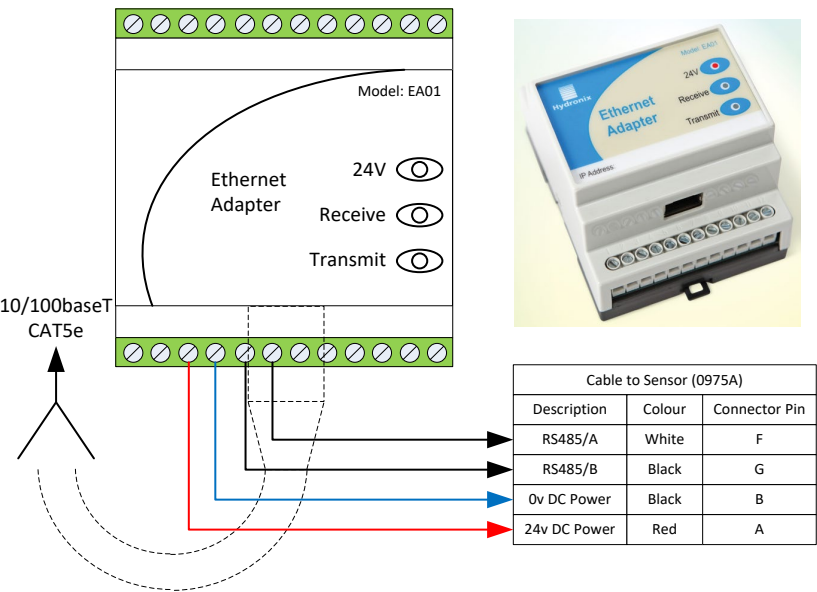 Model: EA01
24V
Ethernet
Adapter
Receive
Transmit
10/100baseT
CAT5e
Model: EA01
24V
Hydronix
Ethernet
Adapter
Receive
Transmit
IP Address:
Cable to Sensor (0975A)
Description Colour Connector Pin
RS485/A White F
RS485/B Black G
0v DC Power Black B
24v DC Power Red A